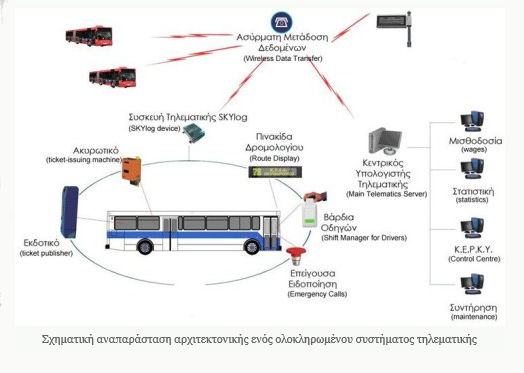 Ασύρματη Μετάδοση
Δεδομένων
(Wireless Data Transfer)
Συσκευή Τηλεματικής SKYlog
(SKYlog device)
Πινακίδα
Δρομολογίου
(Route Display)
Ακυρωτικό
(ticket-issuing machine)
Κεντρικός
Υπολογιστής
Τηλεματικής
(Main Telematics Server)
Μισθοδοσία
(wages)
Στατιστική
(statistics)
Κ.Ε.Ρ.Κ.Υ.
(Control Centre)
Συντήρηση
(maintenance)
Εκδοτικό
(ticket publisher)
Βάρδια
Οδηγών
(Shift Manager for Drivers)
Επείγουσα
Ειδοποίηση
(Emergency Calls)
78
Σχηματική αναπαράσταση αρχιτεκτονικής ενός ολοκληρωμένου συστήματος τηλεματικής